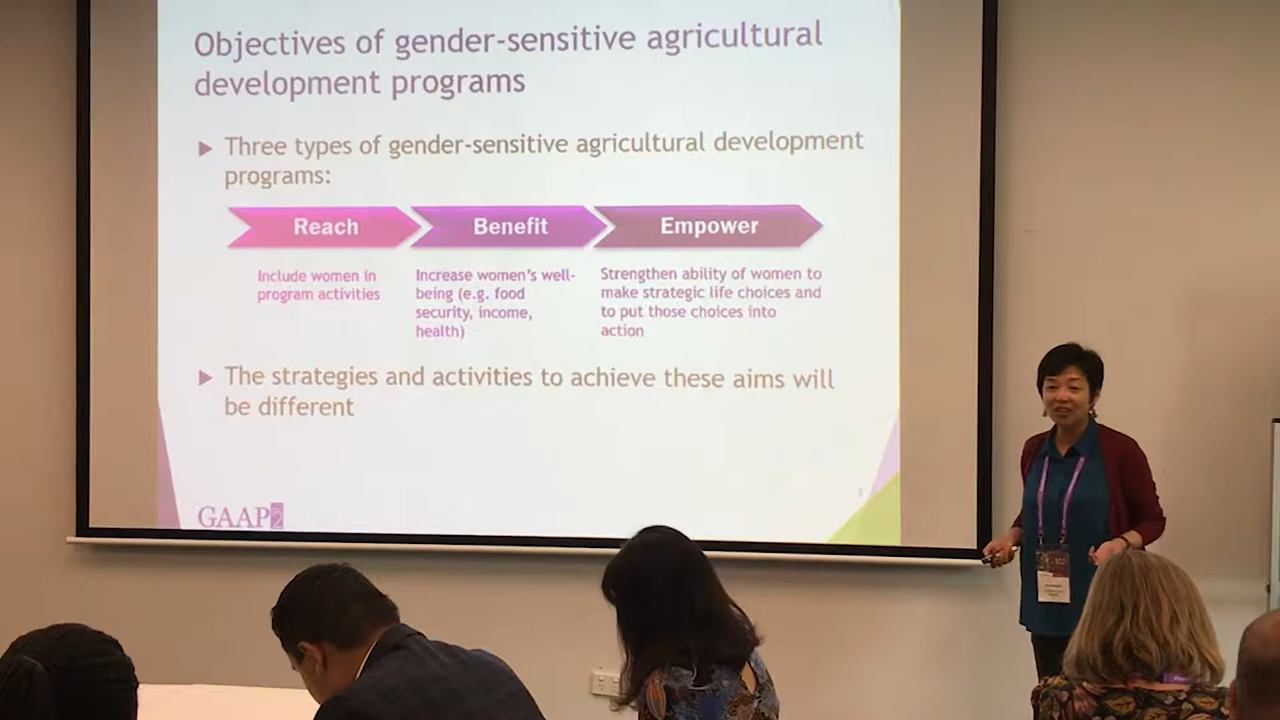 Objectives of gender-sensitive agricultural
development programs
Three types of gender-sensitive agricultural development
programs:
Reach
Benefit
Empower
Include women in
program activities
Increase women's well-
being (e.g. food
security, income,
health)
Strengthen ability of women to
make strategic life choices and
to put those choices into
action
The strategies and activities to achieve these aims will
be different
GAAP2
3